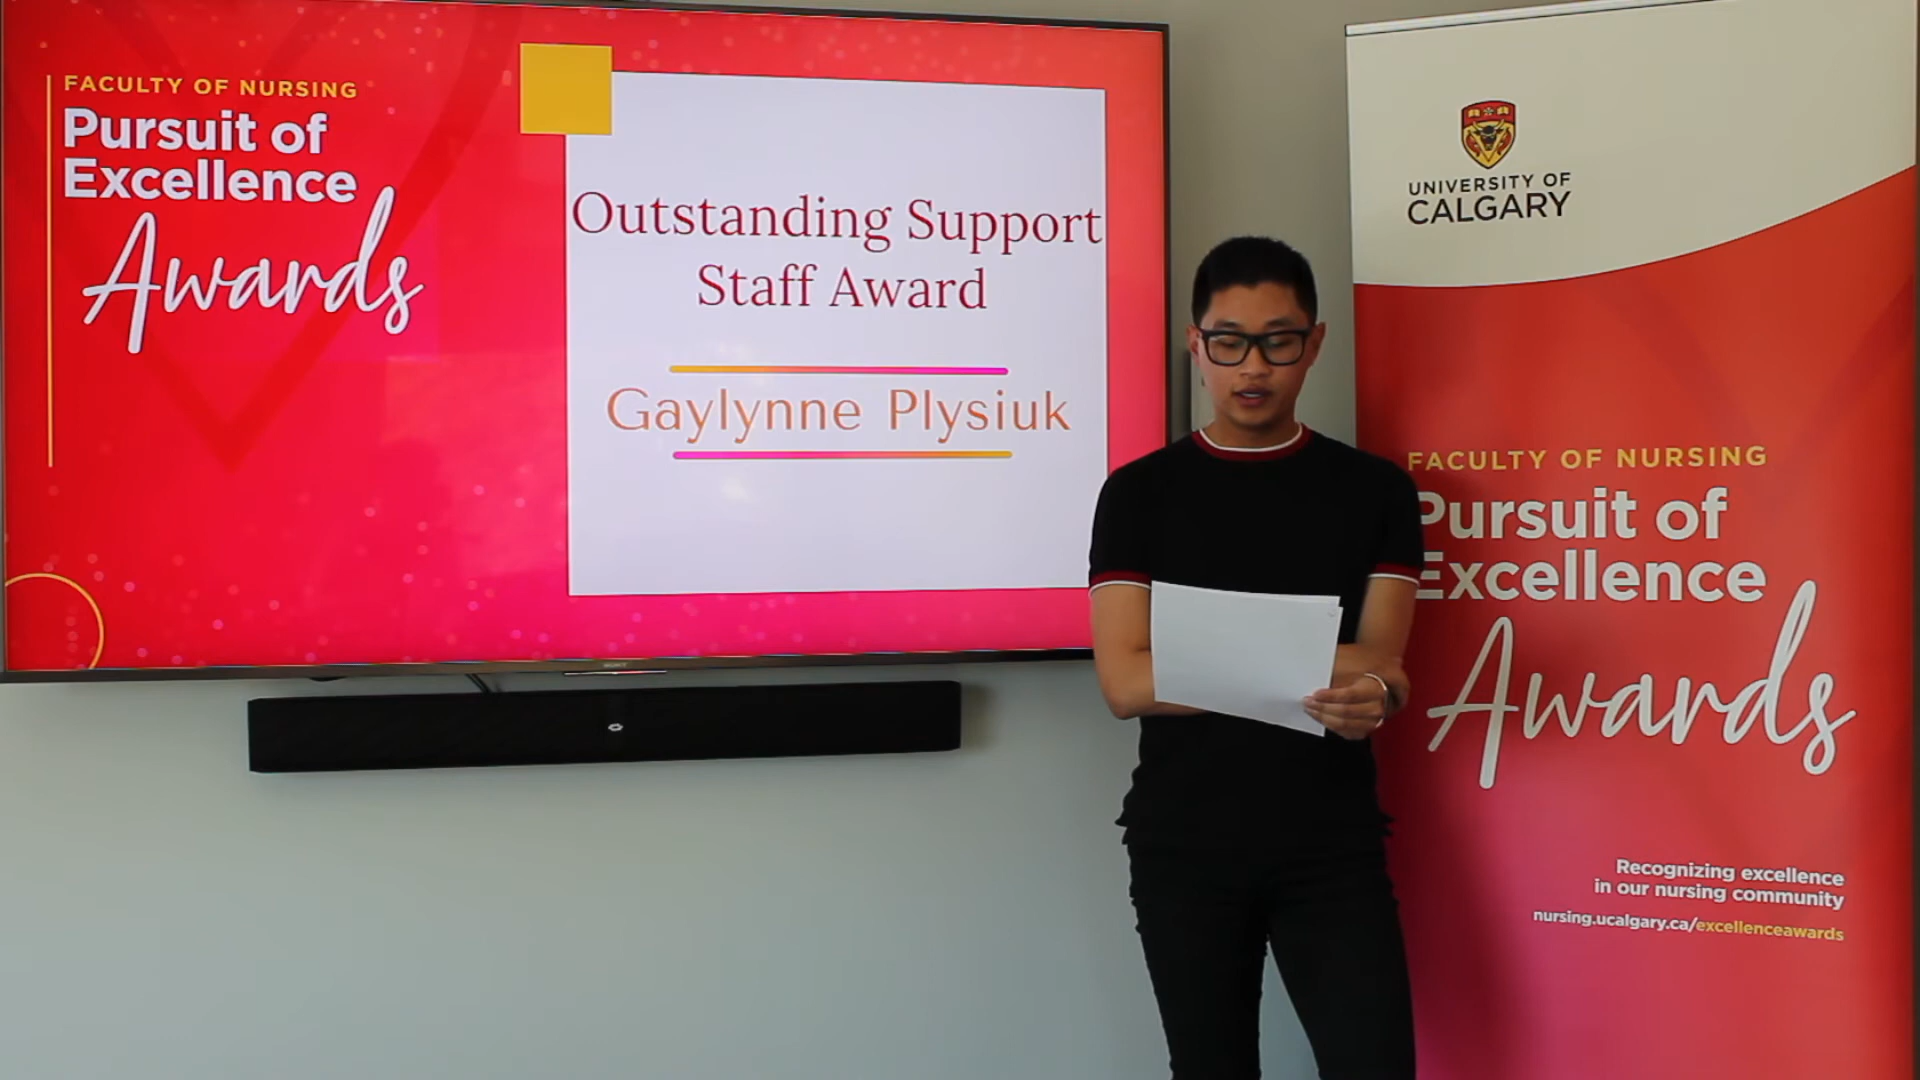 FACULTY OF NURSING
Pursuit of
Excellence
Awards
Outstanding Support
Staff Award
Gaylynne Plysiuk
SONY
UNIVERSITY OF
CALGARY
FACULTY OF NURSING
Pursuit of
Excellence
Awards
Recognizing excellence
in our nursing community
nursing.ucalgary.ca/excellenceawards